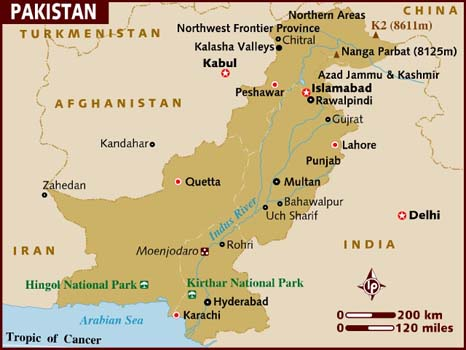 PAKISTAN
Northern Areas
CHINA
K2 (8611m)
Northwest Frontier Province
TURKMENISTAN
Chitral
Kalasha Valleys
Nanga Parbat (8125m)
Kabul
Azad Jammu & Kashmir
Islamabad
Peshawar
Rawalpindi
AFGHANISTAN
Gujrat
Kandahar
Lahore
Punjab
Zahedan
Quetta
Multan
Bahawalpur
Uch Sharif
Delhi
Indus River
IRAN
Moenjodaro
Rohri
INDIA
Hingol National Park
Kirthar National Park
lp
Hyderabad
Karachi
Arabian Sea
0 200 km
0 120 miles
Tropic of Cancer